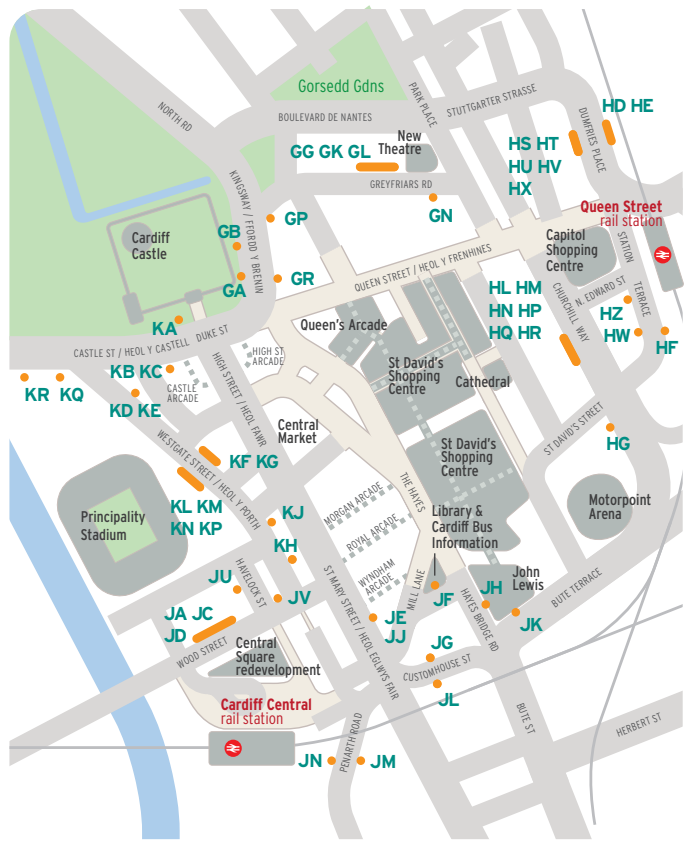 Gorsedd Gdns
PARK PLACE
STUTTGARTER STRASSE
NORTH RD
BOULEVARD DE NANTES
HD HE
DUMFRIES PLACE
New
Theatre
GG GK GL
HS HT
HU HV
HX
GREYFRIARS RD
KINGSWAY / FFORDD Y BRENIN
GN
Queen Street
rail station
GP
GB
Cardiff
Castle
Capitol
Shopping
Centre
STATION
TERRACE
QUEEN STREET / HEOL Y FRENHINES
GR
GA
N. EDWARD ST
HL HM
HN HP
HQ HR
CHURCHILL WAY
HZ
HW
HF
KA
Queen's Arcade
CASTLE ST / HEOL Y CASTELL
DUKE ST
HIGH ST
ARCADE
HIGH STREET / HEOL FAWR
KB KC
St David's
Shopping
Centre
Cathedral
KR KQ
CASTLE
ARCADE
KD KE
ST DAVID'S STREET
HG
Central
Market
WESTGATE STREET / HEOL Y PORTH
KF KG
St David's
Shopping
Centre
THE HAYES
Principality
Stadium
KL KM
KN KP
MORGAN ARCADE
KJ
Library &
Cardiff Bus
Information
Motorpoint
Arena
ROYAL ARCADE
KH
WYNDHAM
ARCADE
JU
HAVELOCK ST
JV
ST MARY STREET / HEOL EGLWYS FAIR
MILL LANE
JF
JH
John
Lewis
BUTE TERRACE
JA JC
JD
JE
JJ
HAYES BRIDGE RD
JK
WOOD STREET
Central
Square
redevelopment
JG
CUSTOMHOUSE ST
JL
Cardiff Central
rail station
BUTE ST
HERBERT ST
PENARTH ROAD
JN
JM